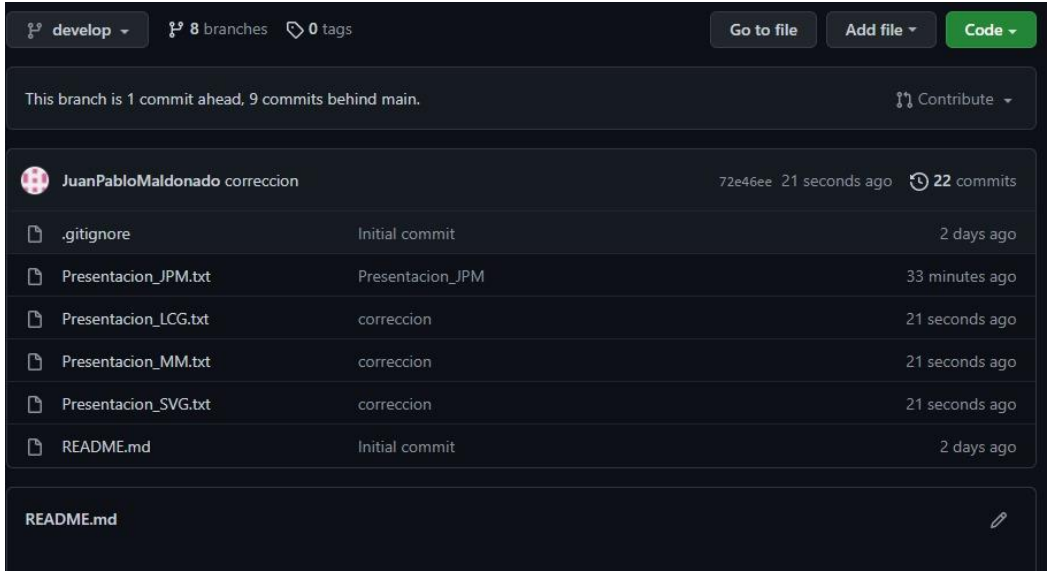 develop 8 branches 0 tags Go to file Add file Code
This branch is 1 commit ahead, 9 commits behind main. Contribute
JuanPabloMaldonado correccion 72e46ee 21 seconds ago 22 commits
.gitignore Initial commit 2 days ago
Presentacion_JPM.txt Presentacion_JPM 33 minutes ago
Presentacion_LCG.txt correccion 21 seconds ago
Presentacion_MM.txt correccion 21 seconds ago
Presentacion_SVG.txt correccion 21 seconds ago
README.md Initial commit 2 days ago
README.md